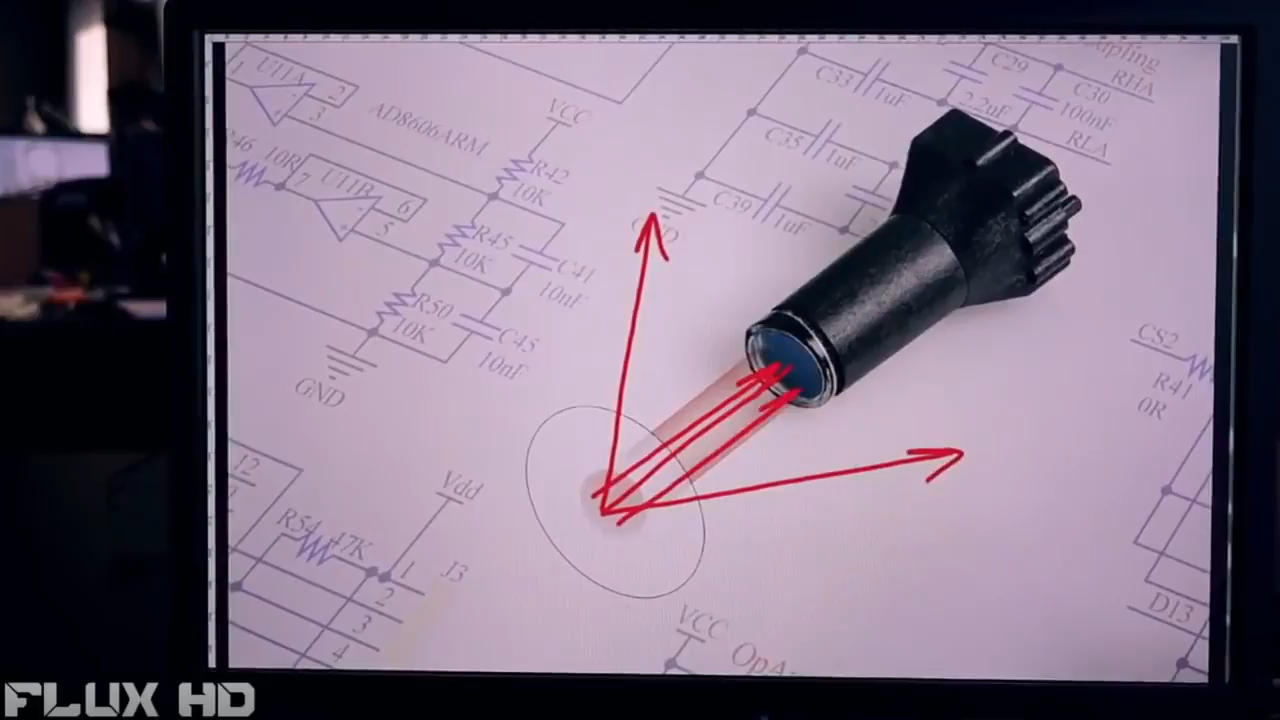 U11A
1
2
3
AD8606ARM
VCC
R42
10K
10R
7
U11B
6
5
R45
10K
C41
10nF
R50
10K
C45
10nF
GND
C33
1uF
C35
1uF
C39
1uF
GND
C29
2.2uF
C30
100nF
RHA
RLA
CS2
R41
0R
12
Vdd
R54
47K
J3
1
2
3
4
VCC
D13
FLUX HD